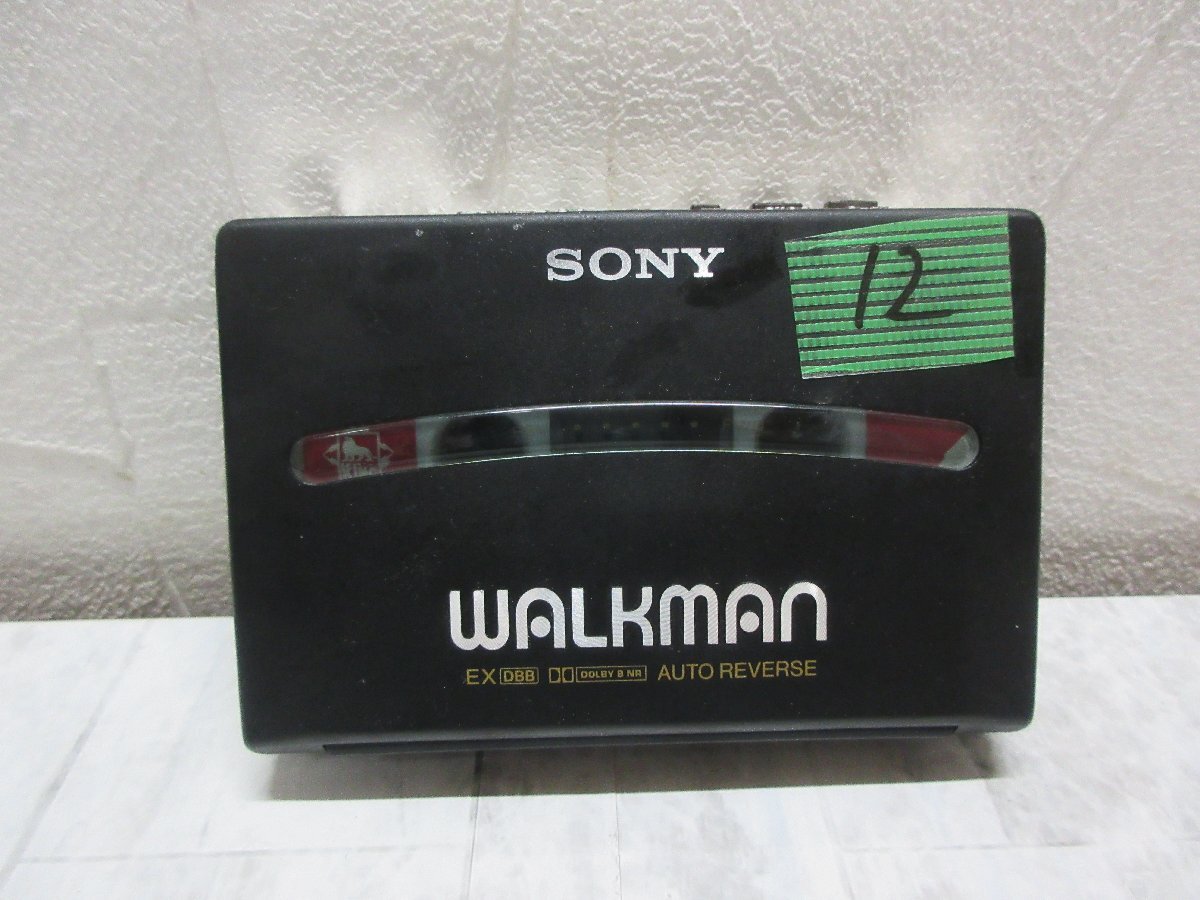 SONY
12
WALKMAN
EX DBB DOLBY B NR AUTO REVERSE